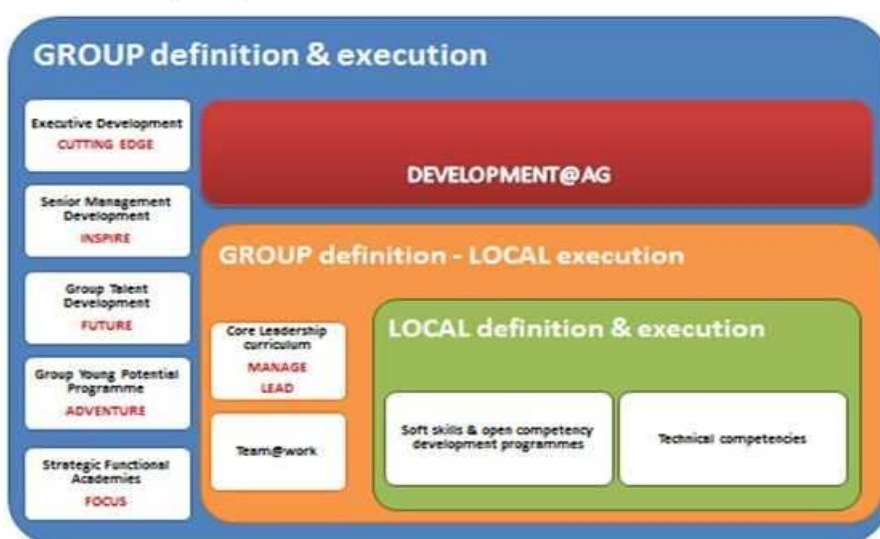 GROUP definition & execution
Executive Development
CUTTING EDGE
Senior Management
Development
INSPIRE
Group Talent
Development
FUTURE
Group Young Potential
Programme
ADVENTURE
Strategic Functional
Academies
FOCUS
DEVELOPMENT@AG
GROUP definition - LOCAL execution
Core Leadership
curriculum
MANAGE
LEAD
Team@work
LOCAL definition & execution
Soft skills & open competency
development programmes
Technical competencies